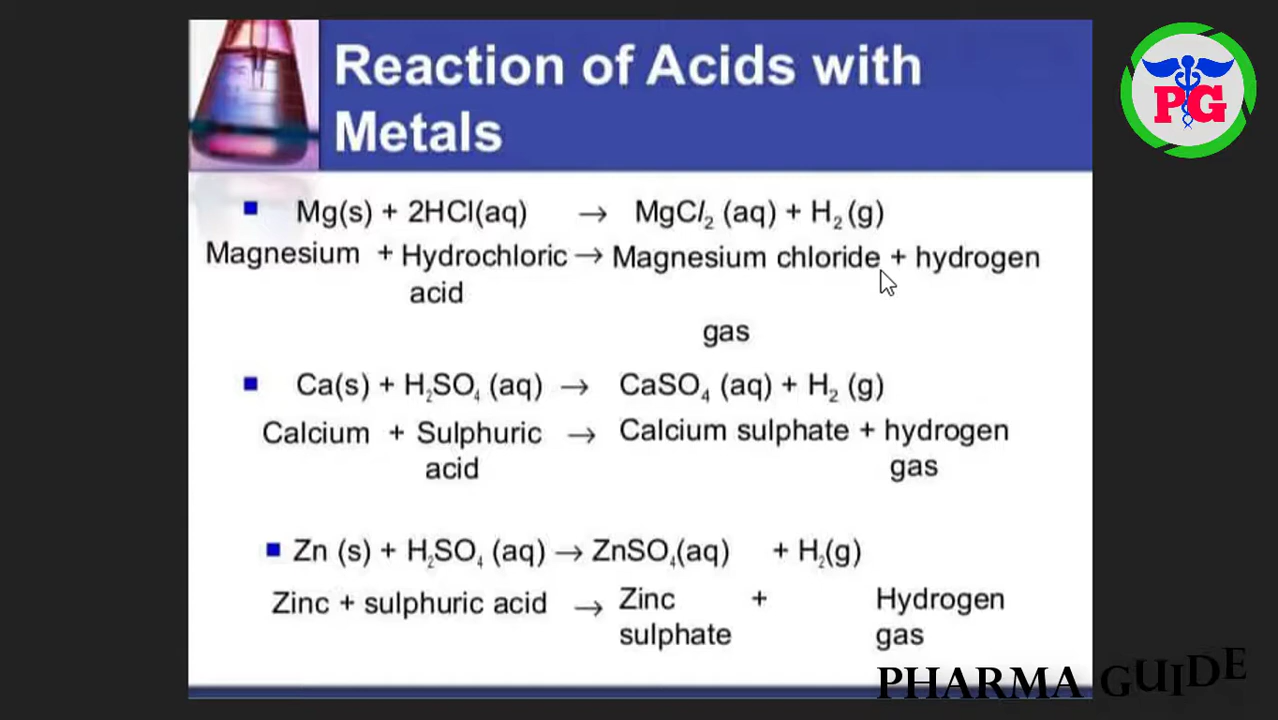 Reaction of Acids with
Metals
PG
Mg(s) + 2HCl(aq) → MgCl₂ (aq) + H₂ (g)
Magnesium + Hydrochloric → Magnesium chloride + hydrogen
acid
gas
Ca(s) + H₂SO₄ (aq) → CaSO₄ (aq) + H₂ (g)
Calcium + Sulphuric → Calcium sulphate + hydrogen
acid gas
Zn (s) + H₂SO₄ (aq) → ZnSO₄(aq) + H₂(g)
Zinc + sulphuric acid → Zinc + Hydrogen
sulphate gas
PHARMA GUIDE